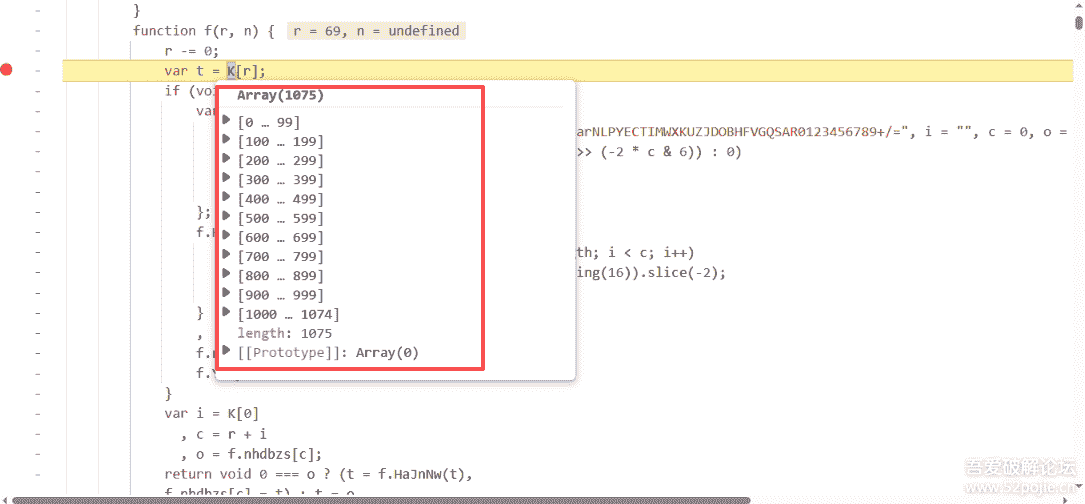 }
function f(r, n) { r = 69, n = undefined
r -= 0;
var t = K[r];
if (voi
Array(1075)
var
[0 … 99]
arNLPYECTIMWXKUZJDOBHFVGQSAR0123456789+/=", i = "", c = 0, o =
[100 … 199]
>> (-2 * c & 6)) : 0)
[200 … 299]
[300 … 399]
[400 … 499]
};
[500 … 599]
f.
[600 … 699]
[700 … 799]
th; i < c; i++)
[800 … 899]
ing(16)).slice(-2);
[900 … 999]
}
[1000 … 1074]
,
length: 1075
f.
[[Prototype]]: Array(0)
f.
}
var i = K[0]
, c = r + i
, o = f.nhdbzs[c];
return void 0 === o ? (t = f.HaJnNw(t),
f.nhdbzs[c] = t) : t = o
吾爱破解论坛
www.52pojie.cn